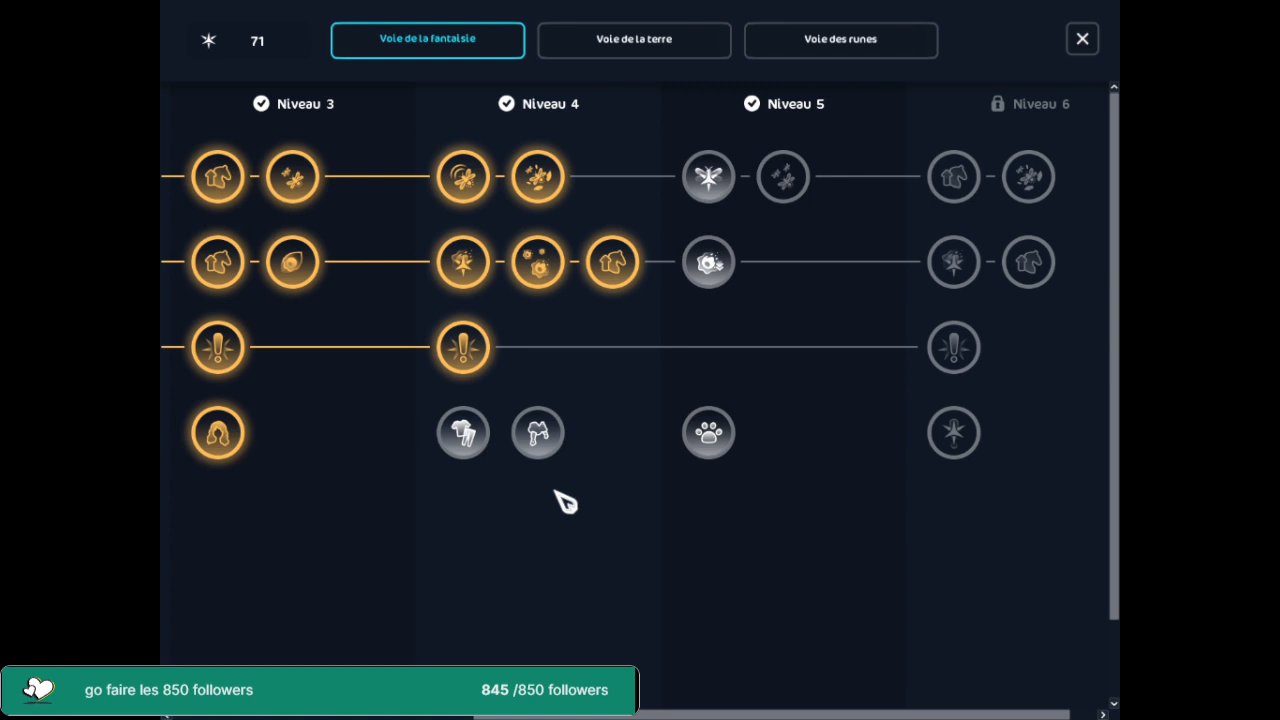 71
Voie de la fantaisie
Voie de la terre
Voie des runes
Niveau 3
Niveau 4
Niveau 5
Niveau 6
go faire les 850 followers
845 /850 followers